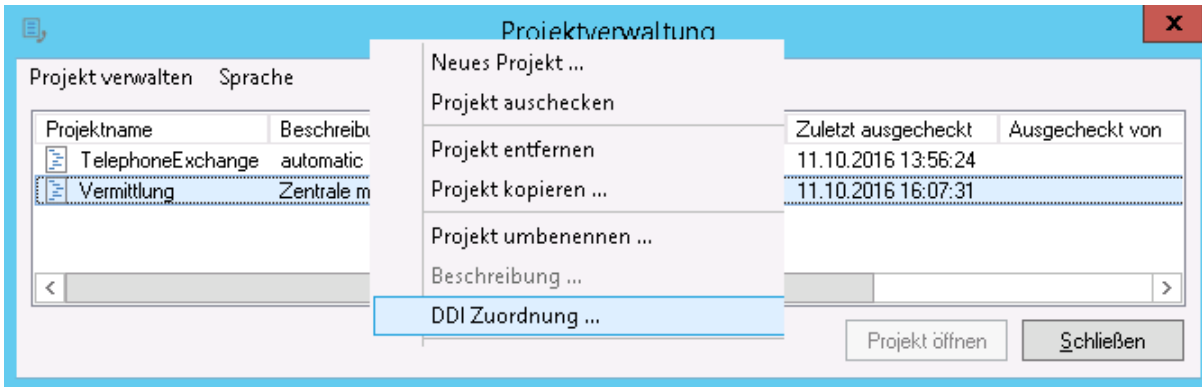 Projektverwaltung
Projekt verwalten Sprache
Neues Projekt ...
Projekt auschecken
Projekt entfernen
Projekt kopieren ...
Projekt umbenennen ...
Beschreibung ...
DDI Zuordnung ...
Projektname Zuletzt ausgecheckt Ausgecheckt von
TelephoneExchange automatic 11.10.2016 13:56:24
Vermittlung Zentrale 11.10.2016 16:07:31
Projekt öffnen Schließen